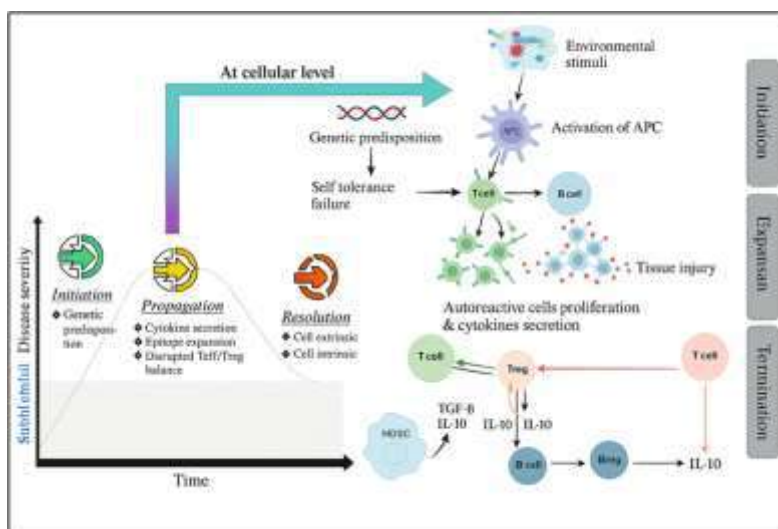 At cellular level
Environmental
stimuli
Genetic predisposition
Activation of APC
Self tolerance
failure
T cell
B cell
Tissue injury
Autoreactive cells proliferation
& cytokines secretion
Initiation
Expansan
Termination
Disease severity
Initiation
Genetic
predisposi-
tion
Propagation
Cytokine secretion
Epitope expansion
Disrupted Teff/Treg
balance
Resolution
Cell extrinsic
Cell intrinsic
Time
T cell
Treg
T cell
TGF-B
IL-10
IL-10
IL-10
B cell
Breg
IL-10